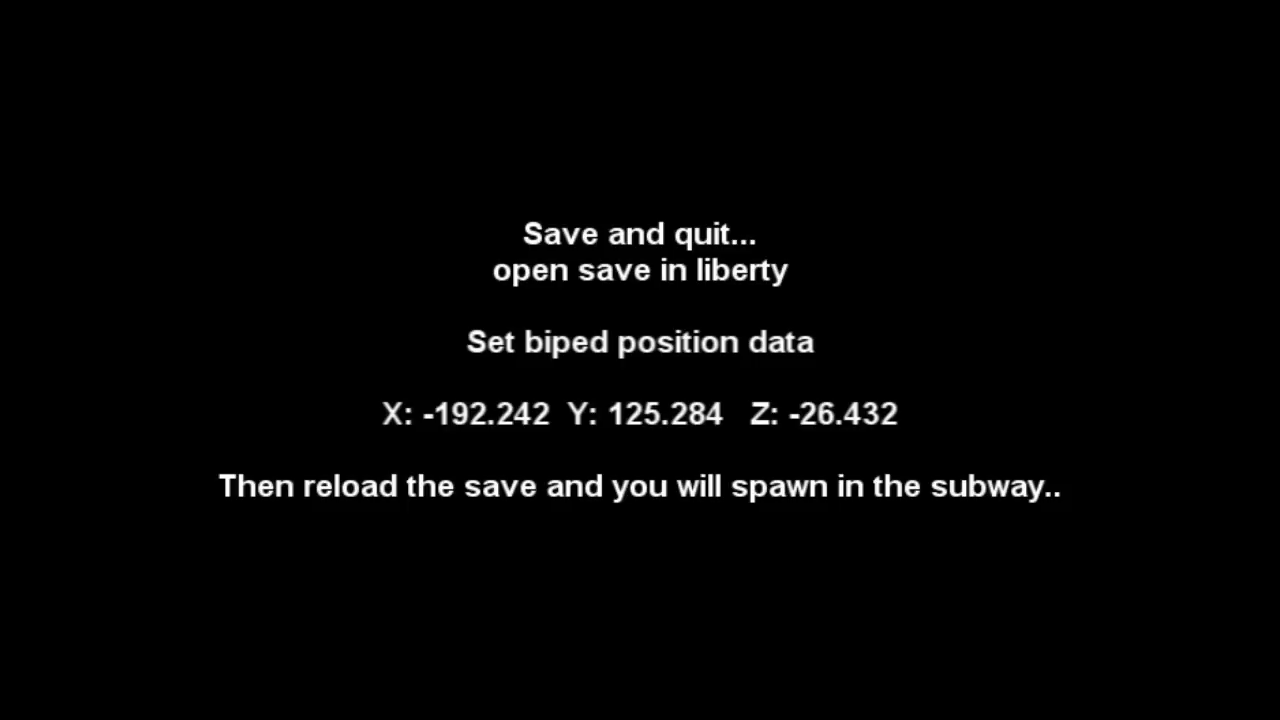 Save and quit...
open save in liberty
Set biped position data
X: -192.242  Y: 125.284   Z: -26.432
Then reload the save and you will spawn in the subway..